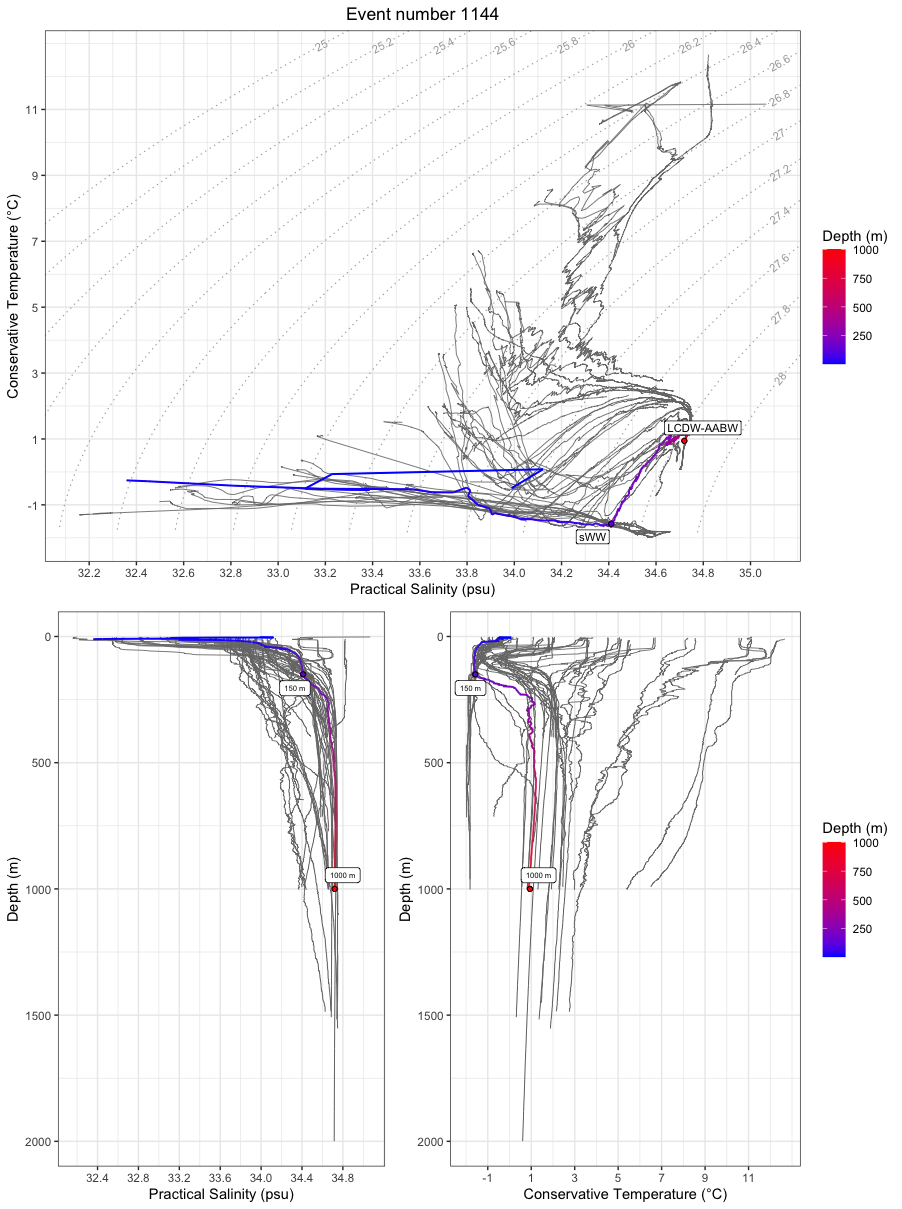 Event number 1144
25
25.2
25.4
25.6
25.8
26
26.2
26.4
26.6
26.8
27
27.2
27.4
27.6
27.8
28
11
9
7
5
3
1
-1
Conservative Temperature (°C)
LCDW-AABW
sWW
32.2 32.4 32.6 32.8 33.0 33.2 33.4 33.6 33.8 34.0 34.2 34.4 34.6 34.8 35.0
Practical Salinity (psu)
Depth (m)
1000
750
500
250
0
500
1000
1500
2000
Depth (m)
150 m
1000 m
32.4 32.8 33.2 33.6 34.0 34.4 34.8
Practical Salinity (psu)
0
500
1000
1500
2000
Depth (m)
150 m
1000 m
-1 1 3 5 7 9 11
Conservative Temperature (°C)
Depth (m)
1000
750
500
250